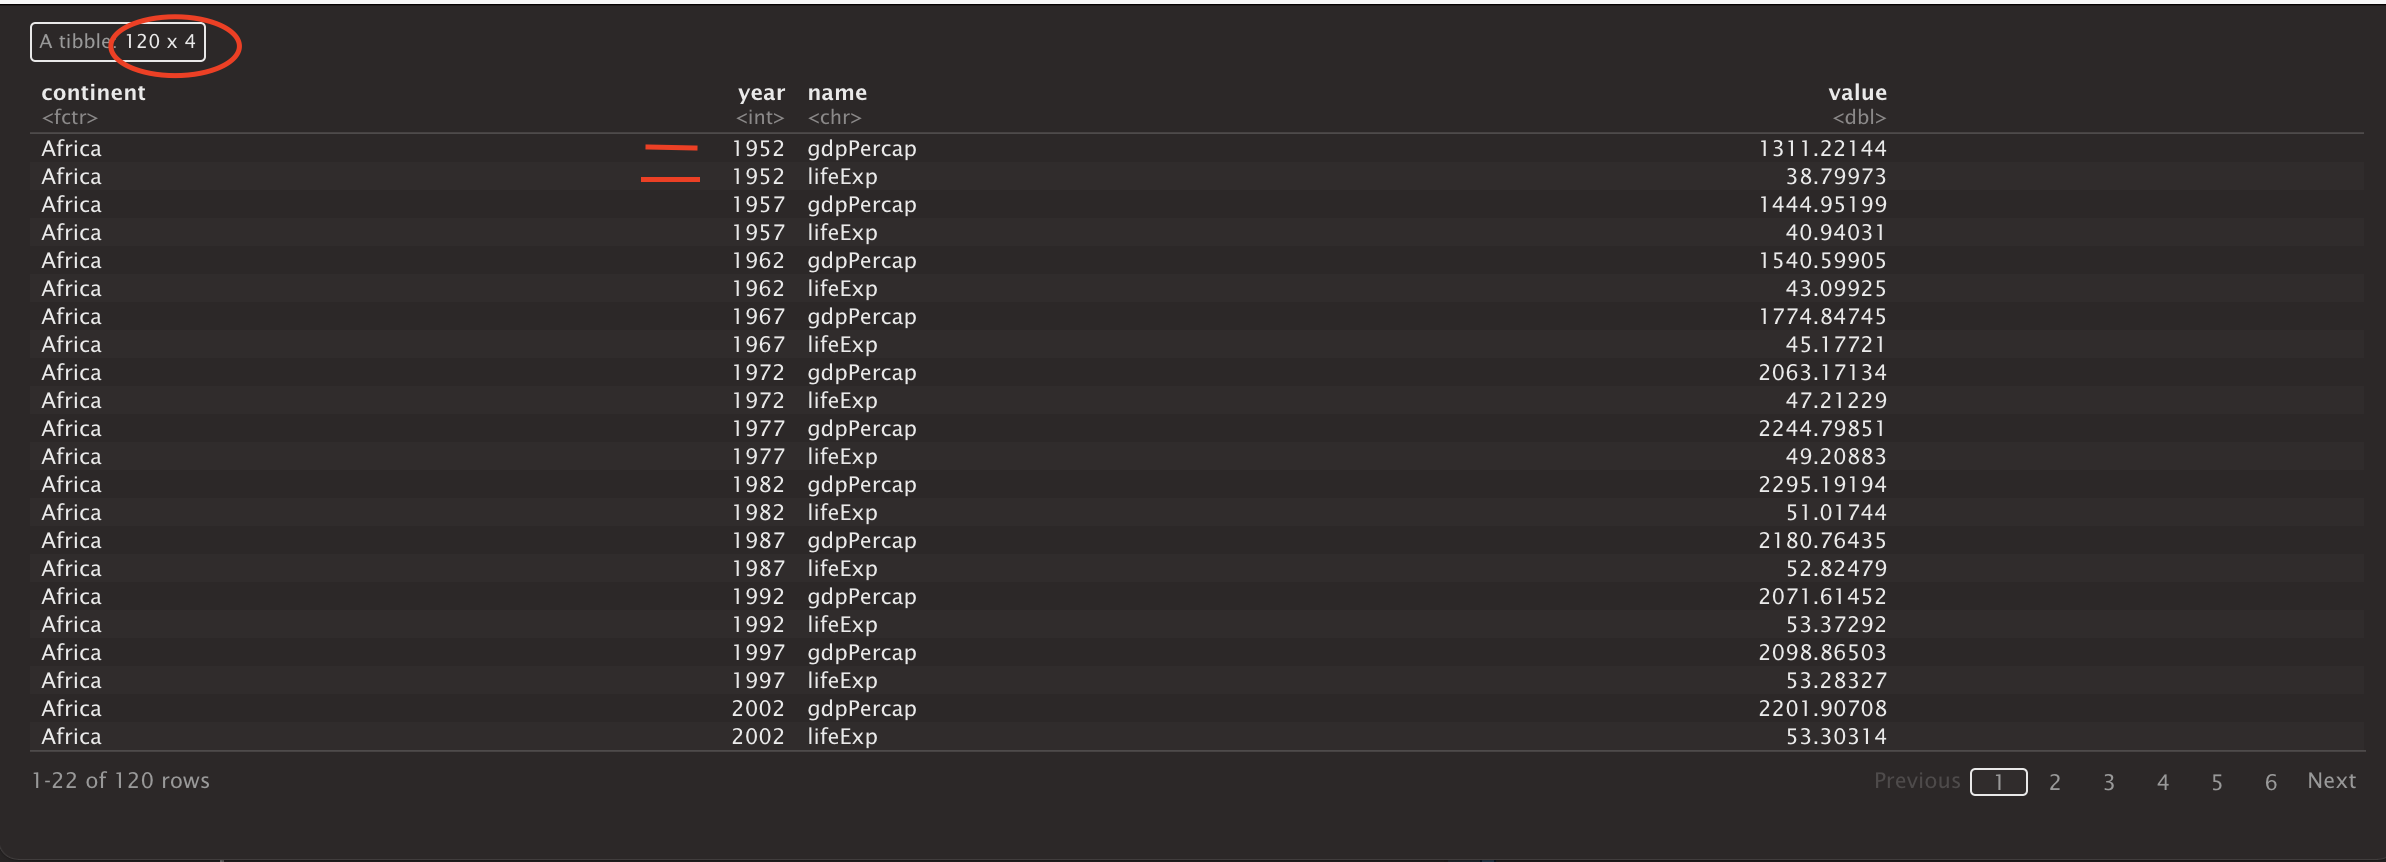 A tibble: 120 x 4
continent year name value
<fctr> <int> <chr> <dbl>
Africa 1952 gdpPercap 1311.22144
Africa 1952 lifeExp 38.79973
Africa 1957 gdpPercap 1444.95199
Africa 1957 lifeExp 40.94031
Africa 1962 gdpPercap 1540.59905
Africa 1962 lifeExp 43.09925
Africa 1967 gdpPercap 1774.84745
Africa 1967 lifeExp 45.17721
Africa 1972 gdpPercap 2063.17134
Africa 1972 lifeExp 47.21229
Africa 1977 gdpPercap 2244.79851
Africa 1977 lifeExp 49.20883
Africa 1982 gdpPercap 2295.19194
Africa 1982 lifeExp 51.01744
Africa 1987 gdpPercap 2180.76435
Africa 1987 lifeExp 52.82479
Africa 1992 gdpPercap 2071.61452
Africa 1992 lifeExp 53.37292
Africa 1997 gdpPercap 2098.86503
Africa 1997 lifeExp 53.28327
Africa 2002 gdpPercap 2201.90708
Africa 2002 lifeExp 53.30314
1-22 of 120 rows Previous 1 2 3 4 5 6 Next